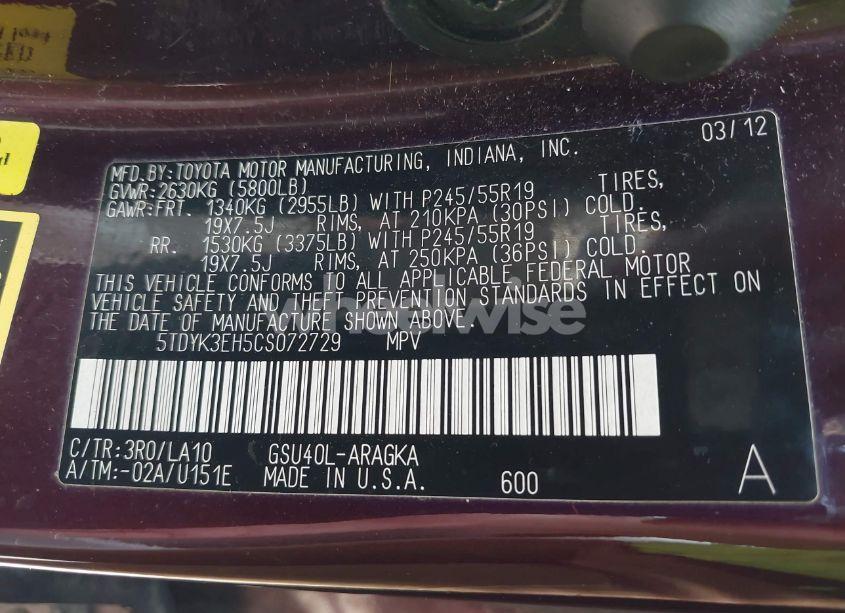 03/12
MFD.BY:TOYOTA MOTOR MANUFACTURING, INDIANA, INC.
GVWR:2630KG (5800LB)
GAWR:FRT. 1340KG (2955LB) WITH P245/55R19 TIRES,
19X7.5J RIMS, AT 210KPA (30PSI) COLD.
RR. 1530KG (3375LB) WITH P245/55R19 TIRES,
19X7.5J RIMS, AT 250KPA (36PSI) COLD.
THIS VEHICLE CONFORMS TO ALL APPLICABLE FEDERAL MOTOR
VEHICLE SAFETY AND THEFT PREVENTION STANDARDS IN EFFECT ON
THE DATE OF MANUFACTURE SHOWN ABOVE.
wheelwise
5TDYK3EH5CS072729 MPV
C/TR:3R0/LA10 GSU40L-ARAGKA
A/TM:-02A/U151E MADE IN U.S.A. 600 A